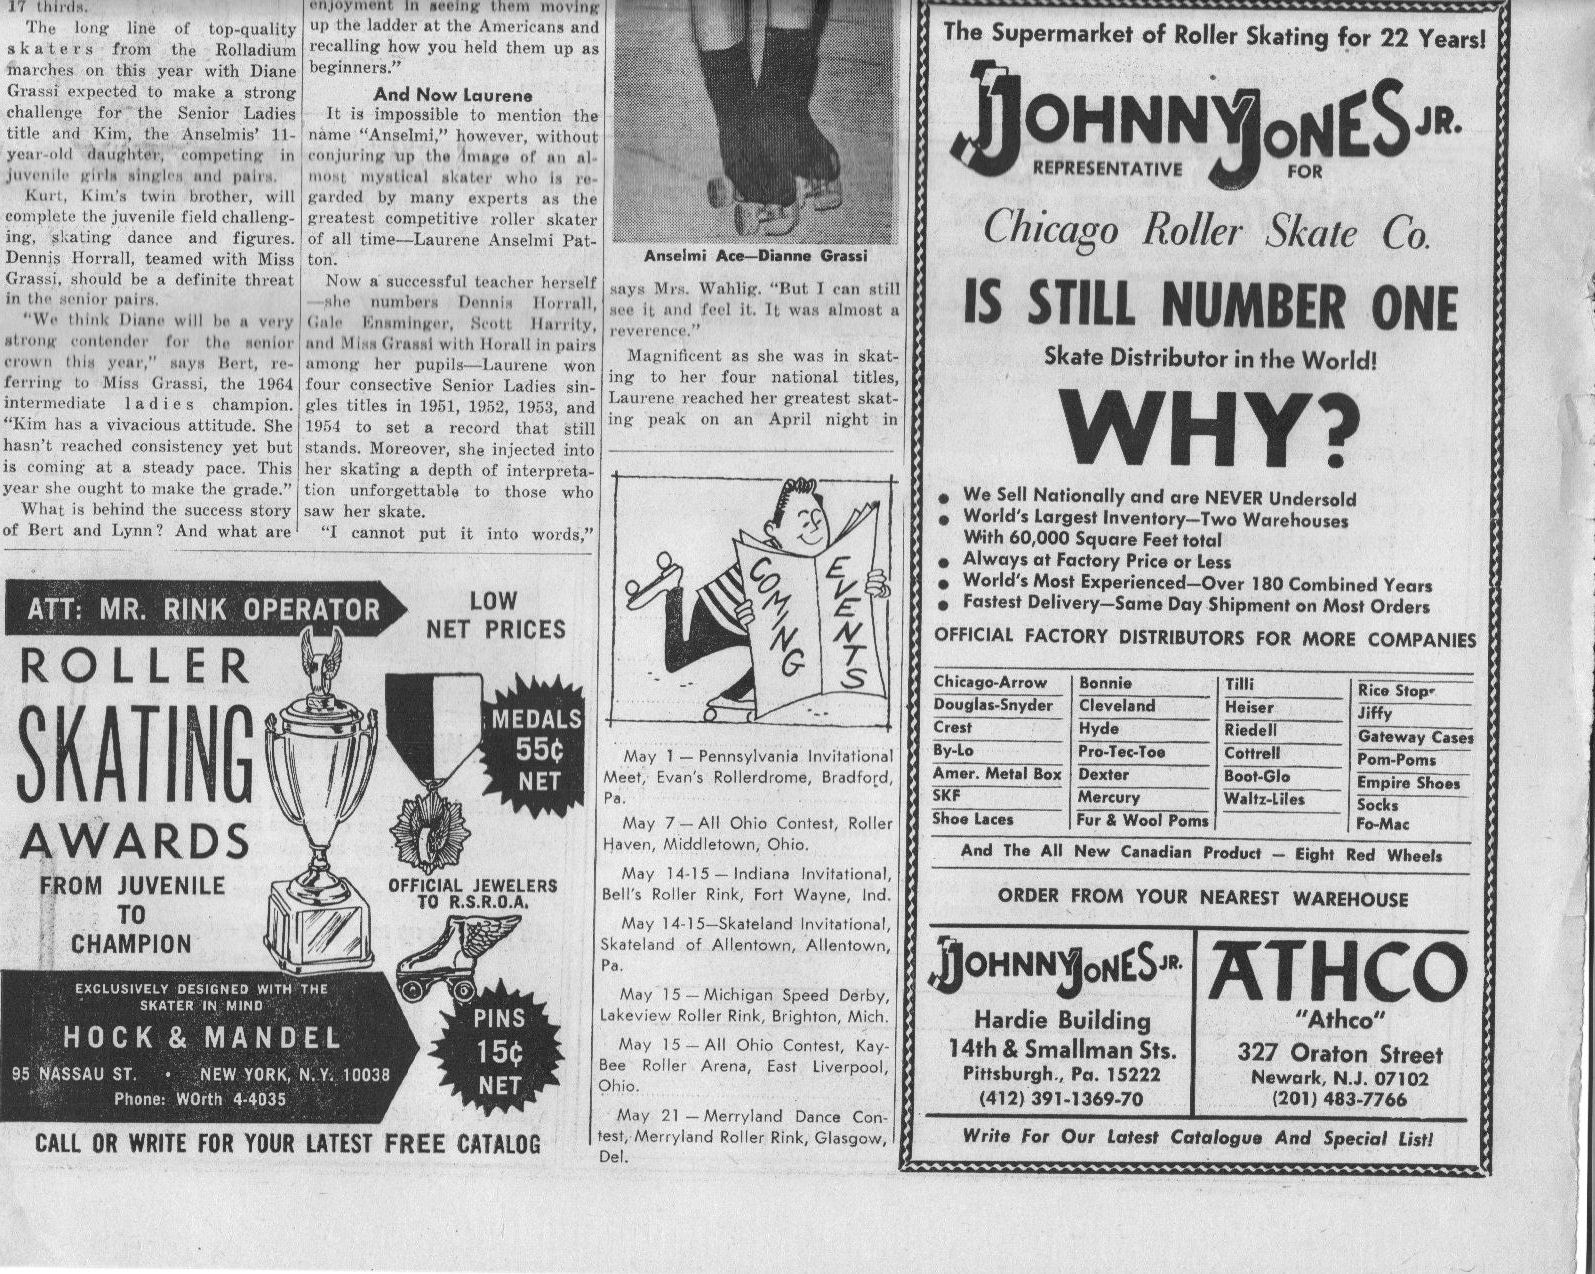 17 thirds.
The long line of top-quality
skaters from the Rolladium
marches on this year with Diane
Grassi expected to make a strong
challenge for the Senior Ladies
title and Kim, the Anselmis' 11-
year-old daughter, competing in
juvenile girls singles and pairs.
Kurt, Kim's twin brother, will
complete the juvenile field challeng-
ing, skating dance and figures.
Dennis Horrall, teamed with Miss
Grassi, should be a definite threat
in the senior pairs.
"We think Diane will be a very
strong contender for the senior
crown this year," says Bert, re-
ferring to Miss Grassi, the 1964
intermediate ladies champion.
"Kim has a vivacious attitude. She
hasn't reached consistency yet but
is coming at a steady pace. This
year she ought to make the grade."
What is behind the success story
of Bert and Lynn? And what are
enjoyment in seeing them moving
up the ladder at the Americans and
recalling how you held them up as
beginners."
And Now Laurene
It is impossible to mention the
name "Anselmi," however, without
conjuring up the image of an al-
most mystical skater who is re-
garded by many experts as the
greatest competitive roller skater
of all time—Laurene Anselmi Pat-
ton.
Now a successful teacher herself
—she numbers Dennis Horrall,
Gale Ensminger, Scott Harrity,
and Miss Grassi with Horall in pairs
among her pupils—Laurene won
four consective Senior Ladies sin-
gles titles in 1951, 1952, 1953, and
1954 to set a record that still
stands. Moreover, she injected into
her skating a depth of interpreta-
tion unforgettable to those who
saw her skate.
"I cannot put it into words,"
Anselmi Ace—Dianne Grassi
says Mrs. Wahlig. "But I can still
see it and feel it. It was almost a
reverence."
Magnificent as she was in skat-
ing to her four national titles,
Laurene reached her greatest skat-
ing peak on an April night in
ATT: MR. RINK OPERATOR
LOW
NET PRICES
ROLLER
SKATING
AWARDS
FROM JUVENILE
TO
CHAMPION
MEDALS
55¢
NET
OFFICIAL JEWELERS
TO R.S.R.O.A.
EXCLUSIVELY DESIGNED WITH THE
SKATER IN MIND
HOCK & MANDEL
95 NASSAU ST. • NEW YORK, N.Y. 10038
Phone: WOrth 4-4035
PINS
15¢
NET
CALL OR WRITE FOR YOUR LATEST FREE CATALOG
COMING EVENTS
May 1 — Pennsylvania Invitational
Meet, Evan's Rollerdrome, Bradford,
Pa.
May 7 — All Ohio Contest, Roller
Haven, Middletown, Ohio.
May 14-15 — Indiana Invitational,
Bell's Roller Rink, Fort Wayne, Ind.
May 14-15—Skateland Invitational,
Skateland of Allentown, Allentown,
Pa.
May 15 — Michigan Speed Derby,
Lakeview Roller Rink, Brighton, Mich.
May 15 — All Ohio Contest, Kay-
Bee Roller Arena, East Liverpool,
Ohio.
May 21 — Merryland Dance Con-
test, Merryland Roller Rink, Glasgow,
Del.
The Supermarket of Roller Skating for 22 Years!
JOHNNY JONES JR.
REPRESENTATIVE FOR
Chicago Roller Skate Co.
IS STILL NUMBER ONE
Skate Distributor in the World!
WHY?
• We Sell Nationally and are NEVER Undersold
• World's Largest Inventory—Two Warehouses
With 60,000 Square Feet total
• Always at Factory Price or Less
• World's Most Experienced—Over 180 Combined Years
• Fastest Delivery—Same Day Shipment on Most Orders
OFFICIAL FACTORY DISTRIBUTORS FOR MORE COMPANIES
Chicago-Arrow
Douglas-Snyder
Crest
By-Lo
Amer. Metal Box
SKF
Shoe Laces
Bonnie
Cleveland
Hyde
Pro-Tec-Toe
Dexter
Mercury
Fur & Wool Poms
Tilli
Heiser
Riedell
Cottrell
Boot-Glo
Waltz-Liles
Rice Stop-
Jiffy
Gateway Cases
Pom-Poms
Empire Shoes
Socks
Fo-Mac
And The All New Canadian Product — Eight Red Wheels
ORDER FROM YOUR NEAREST WAREHOUSE
JOHNNY JONES JR.
Hardie Building
14th & Smallman Sts.
Pittsburgh., Pa. 15222
(412) 391-1369-70
ATHCO
"Athco"
327 Oraton Street
Newark, N.J. 07102
(201) 483-7766
Write For Our Latest Catalogue And Special List!